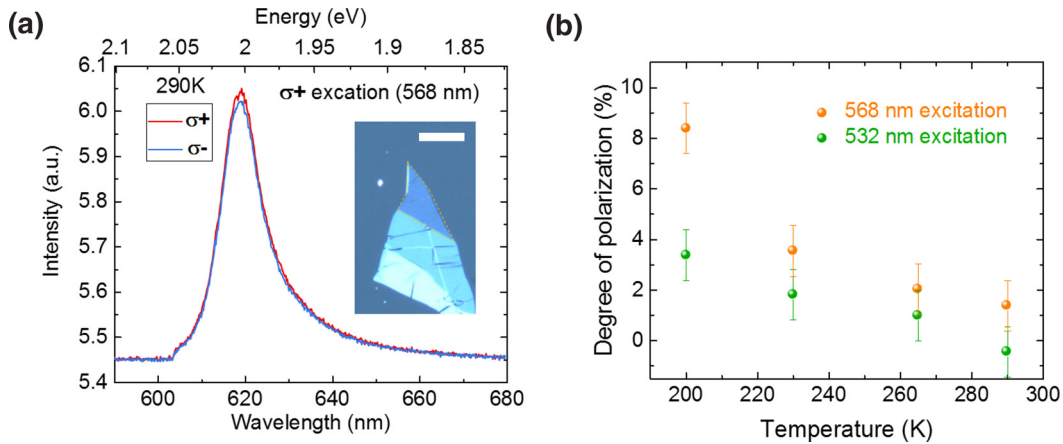 (a)
Energy (eV)
2.1 2.05 2 1.95 1.9 1.85
6.1
6.0
5.9
5.8
5.7
5.6
5.5
5.4
Intensity (a.u.)
290K
σ+
σ-
σ+ excation (568 nm)
600 620 640 660 680
Wavelength (nm)
(b)
10
8
6
4
2
0
Degree of polarization (%)
568 nm excitation
532 nm excitation
200 220 240 260 280 300
Temperature (K)